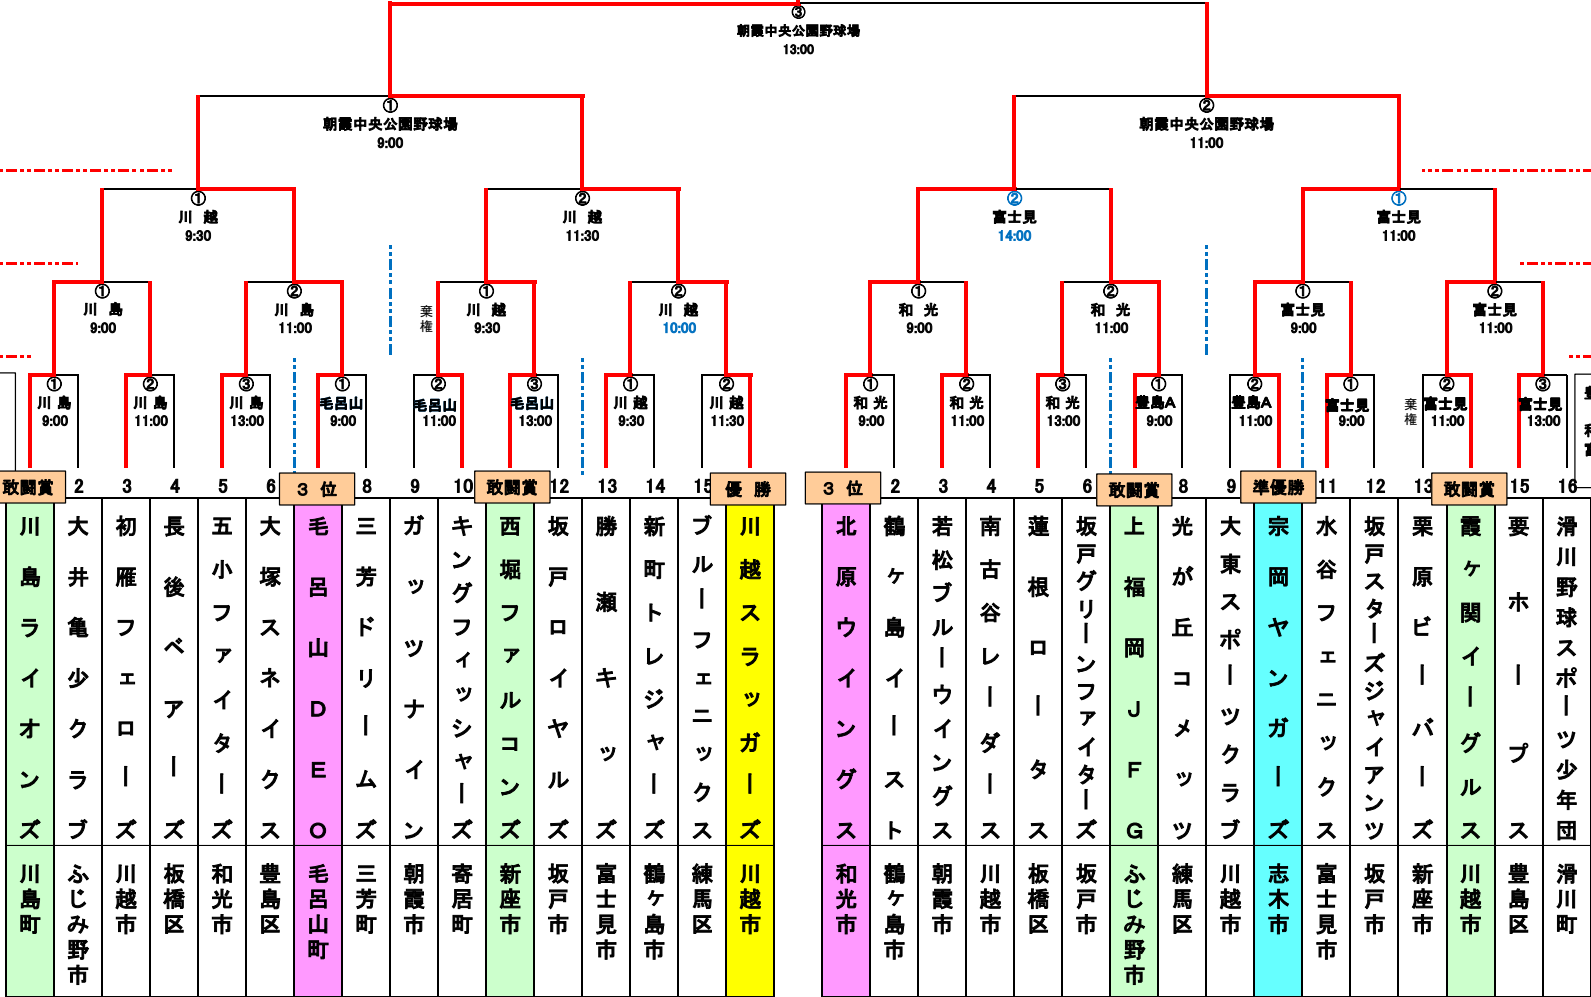 ③
朝霞中央公園野球場
13:00
① ②
朝霞中央公園野球場 朝霞中央公園野球場
9:00 11:00
① ② ② ①
川 越 川 越 富士見 富士見
9:30 11:30 14:00 11:00
① ② ① ② ① ② ① ②
川 島 川 島 棄権 川 越 川 越 和 光 和 光 富士見 富士見
9:00 11:00 9:30 10:00 9:00 11:00 9:00 11:00
① ② ③ ① ② ③ ① ② ① ② ③ ① ② ① ② ③
川 島 川 島 川 島 毛呂山 毛呂山 毛呂山 川 越 川 越 和 光 和 光 和 光 豊島A 豊島A 富士見 棄権 富士見 富士見
9:00 11:00 13:00 9:00 11:00 13:00 9:30 11:30 9:00 11:00 13:00 9:00 11:00 9:00 11:00 13:00
敢闘賞 2 3 4 5 6 3 位 8 9 10 敢闘賞 12 13 14 15 優 勝 3 位 2 3 4 5 6 敢闘賞 8 9 準優勝 11 12 13 敢闘賞 15 16
川島ライオンズ
川島町
大井亀少クラブ
ふじみ野市
初雁フェローズ
川越市
長後ベアーズ
板橋区
五小ファイターズ
和光市
大塚スネイクス
豊島区
毛呂山DEO
毛呂山町
三芳ドリームズ
三芳町
ガッツナイン
朝霞市
キングフィッシャーズ
寄居町
西堀ファルコンズ
新座市
坂戸ロイヤルズ
坂戸市
勝瀬キッズ
富士見市
新町トレジャーズ
鶴ヶ島市
ブルーフェニックス
練馬区
川越スラッガーズ
川越市
北原ウイングス
和光市
鶴ヶ島イースト
鶴ヶ島市
若松ブルーウイングス
朝霞市
南古谷レーダース
川越市
蓮根ロータス
板橋区
坂戸グリーンファイターズ
坂戸市
上福岡JFG
ふじみ野市
光が丘コメッツ
練馬区
大東スポーツクラブ
川越市
宗岡ヤンガーズ
志木市
水谷フェニックス
富士見市
坂戸スターズジャイアンツ
坂戸市
栗原ビーバーズ
新座市
霞ヶ関イーグルス
川越市
要ホープス
豊島区
滑川野球スポーツ少年団
滑川町